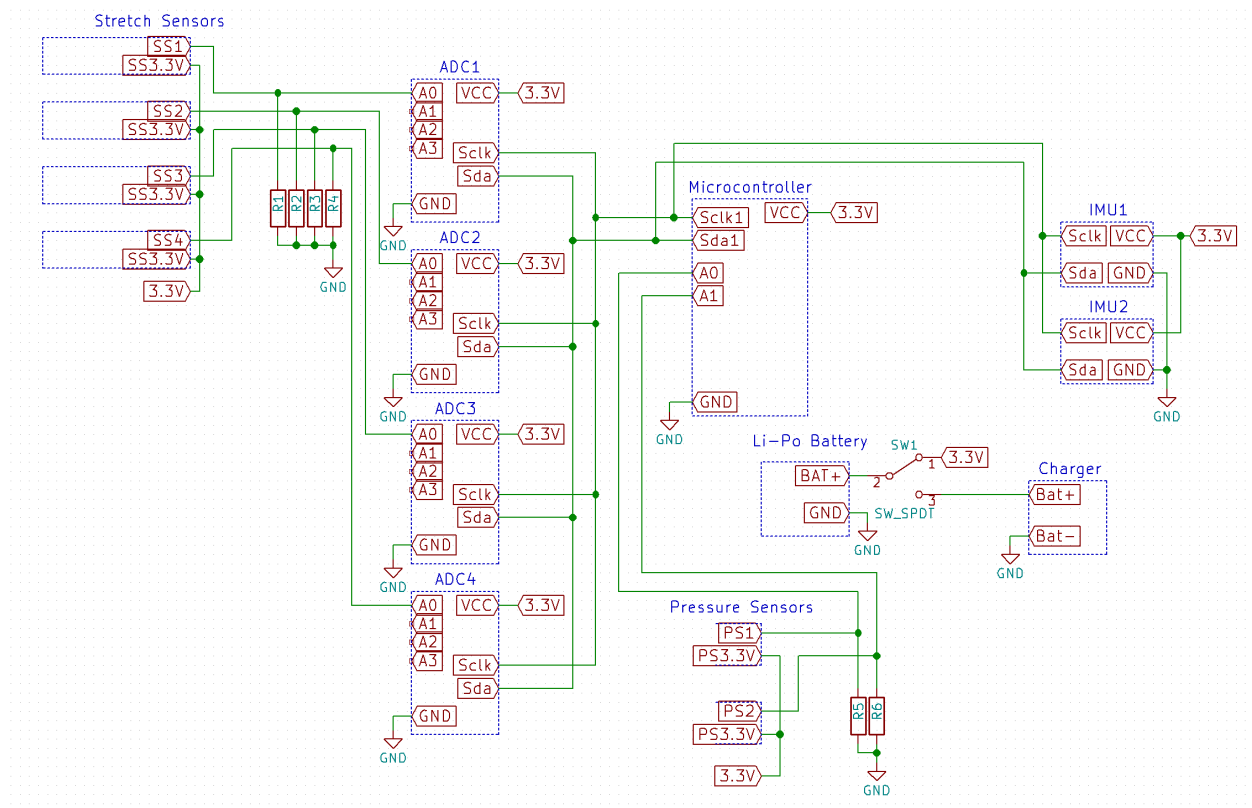 Stretch Sensors
SS1
SS3.3V
SS2
SS3.3V
SS3
SS3.3V
SS4
SS3.3V
3.3V
R1
R2
R3
R4
GND
ADC1
A0
VCC
3.3V
A1
A2
A3
Sclk
Sda
GND
GND
ADC2
A0
VCC
3.3V
A1
A2
A3
Sclk
Sda
GND
GND
ADC3
A0
VCC
3.3V
A1
A2
A3
Sclk
Sda
GND
GND
ADC4
A0
VCC
3.3V
A1
A2
A3
Sclk
Sda
GND
GND
Microcontroller
Sclk1
VCC
3.3V
Sda1
A0
A1
GND
GND
IMU1
Sclk
VCC
3.3V
Sda
GND
IMU2
Sclk
VCC
Sda
GND
GND
Li-Po Battery
BAT+
GND
GND
SW1
1
2
3
3.3V
SW_SPDT
Charger
Bat+
Bat-
GND
Pressure Sensors
PS1
PS3.3V
PS2
PS3.3V
3.3V
R5
R6
GND